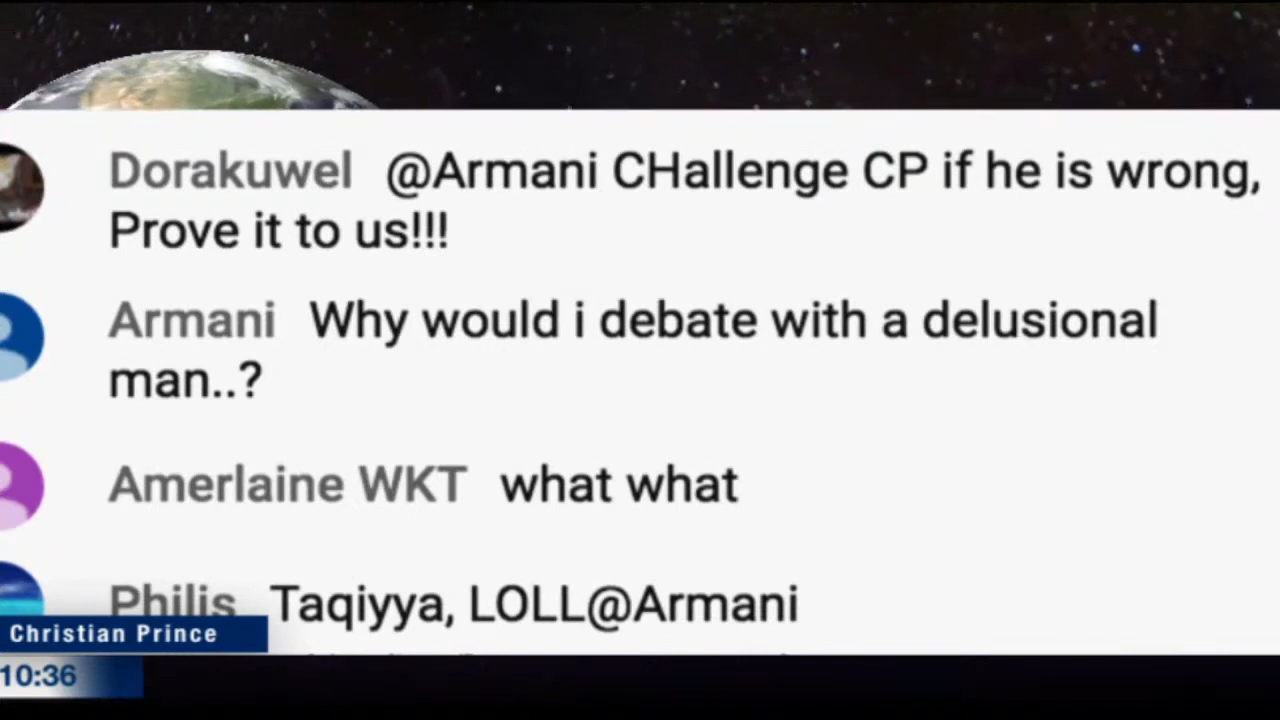 Dorakuwel @Armani CHallenge CP if he is wrong,
Prove it to us!!!
Armani Why would i debate with a delusional
man..?
Amerlaine WKT what what
Philis Taqiyya, LOLL@Armani
Christian Prince
10:36